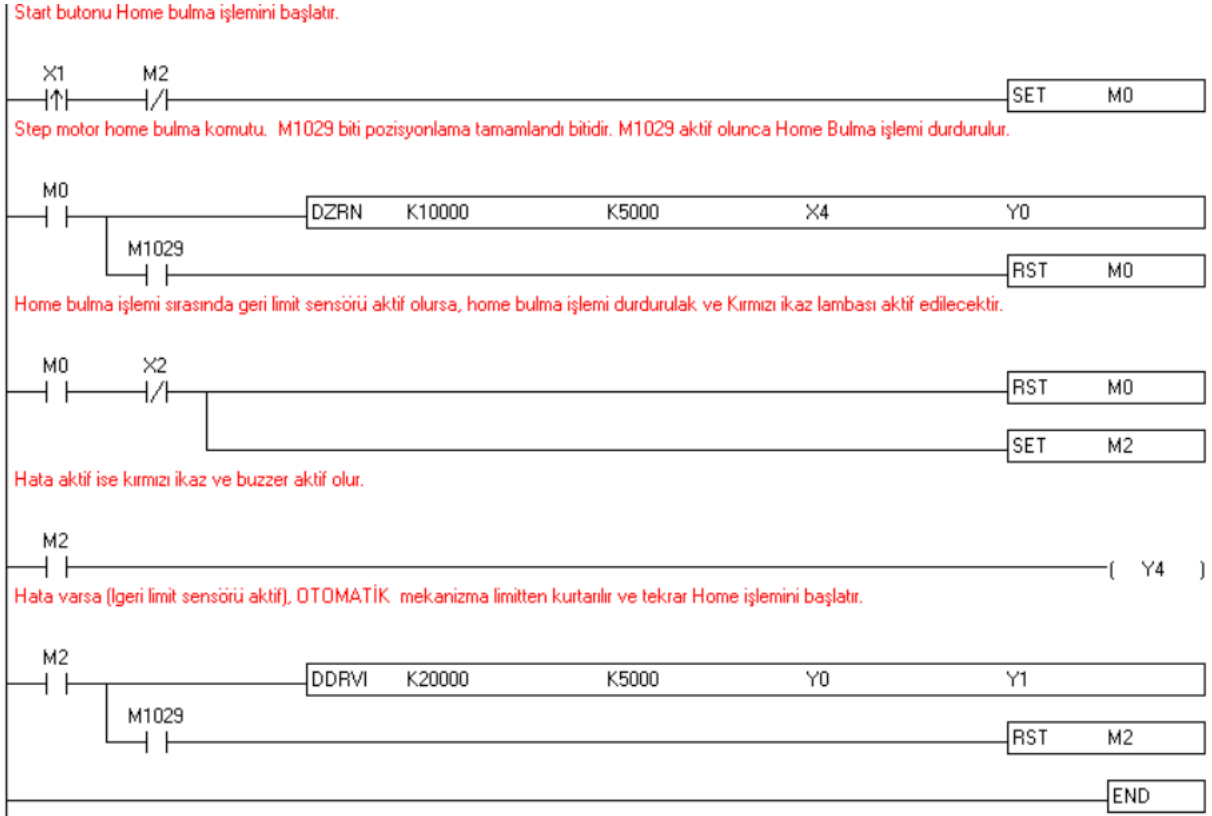 Start butonu Home bulma işlemini başlatır.
X1 M2
SET M0
Step motor home bulma komutu. M1029 biti pozisyonlama tamamlandı bitidir. M1029 aktif olunca Home Bulma işlemi durdurulur.
M0
DZRN K10000 K5000 X4 Y0
M1029
RST M0
Home bulma işlemi sırasında geri limit sensörü aktif olursa, home bulma işlemi durdurulak ve Kırmızı ikaz lambası aktif edilecektir.
M0 X2
RST M0
SET M2
Hata aktif ise kırmızı ikaz ve buzzer aktif olur.
M2
( Y4 )
Hata varsa (Igeri limit sensörü aktif), OTOMATİK mekanizma limitten kurtarılır ve tekrar Home işlemini başlatır.
M2
DDRVI K20000 K5000 Y0 Y1
M1029
RST M2
END